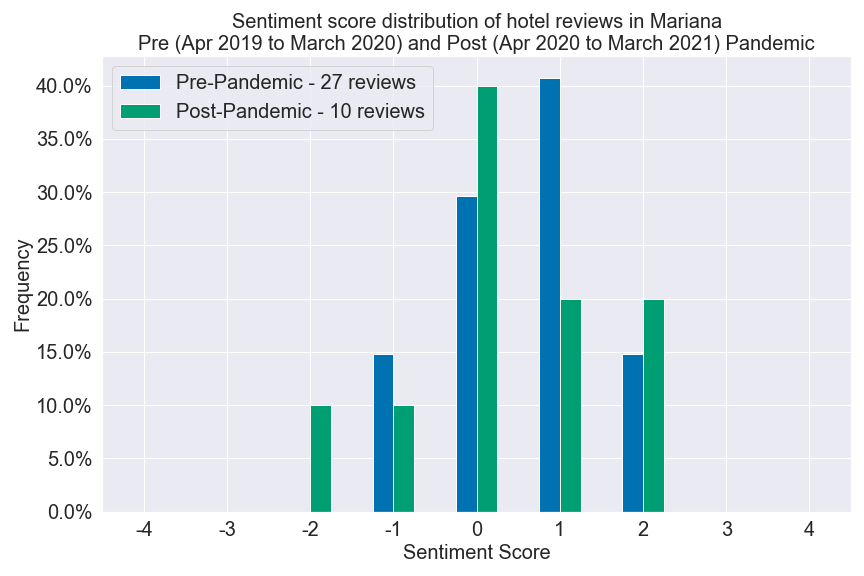 Sentiment score distribution of hotel reviews in Mariana
Pre (Apr 2019 to March 2020) and Post (Apr 2020 to March 2021) Pandemic
Pre-Pandemic - 27 reviews
Post-Pandemic - 10 reviews
Frequency
40.0%
35.0%
30.0%
25.0%
20.0%
15.0%
10.0%
5.0%
0.0%
-4 -3 -2 -1 0 1 2 3 4
Sentiment Score